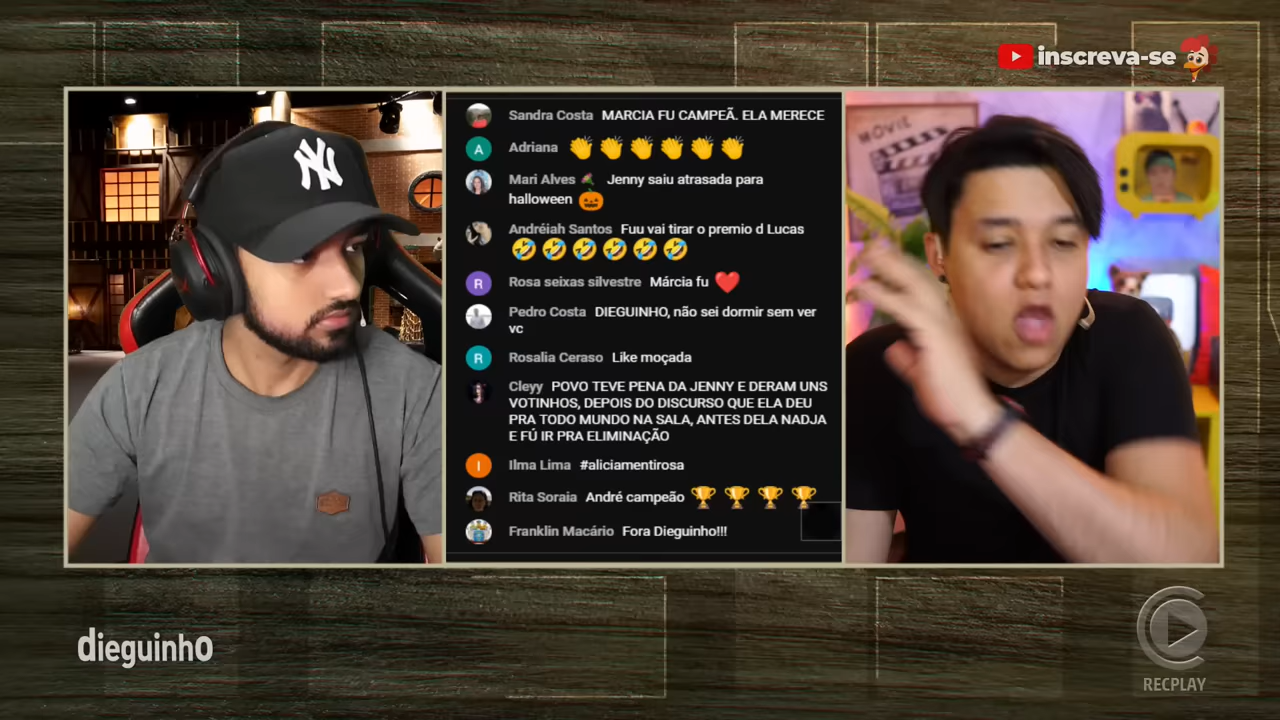 inscreva-se
MOVIE
NY
Sandra Costa MARCIA FU CAMPEÃ. ELA MERECE
A Adriana 👏👏👏👏👏👏
Mari Alves 🌹 Jenny saiu atrasada para
halloween 🎃
Andréiah Santos Fuu vai tirar o premio d Lucas
🤣🤣🤣🤣🤣🤣
R Rosa seixas silvestre Márcia fu ❤️
Pedro Costa DIEGUINHO, não sei dormir sem ver
vc
R Rosalia Ceraso Like moçada
Cleyy POVO TEVE PENA DA JENNY E DERAM UNS
VOTINHOS, DEPOIS DO DISCURSO QUE ELA DEU
PRA TODO MUNDO NA SALA, ANTES DELA NADJA
E FÚ IR PRA ELIMINAÇÃO
I Ilma Lima #aliciamentirosa
Rita Soraia André campeão 🏆🏆🏆🏆
Franklin Macário Fora Dieguinho!!!
dieguinho
RECPLAY